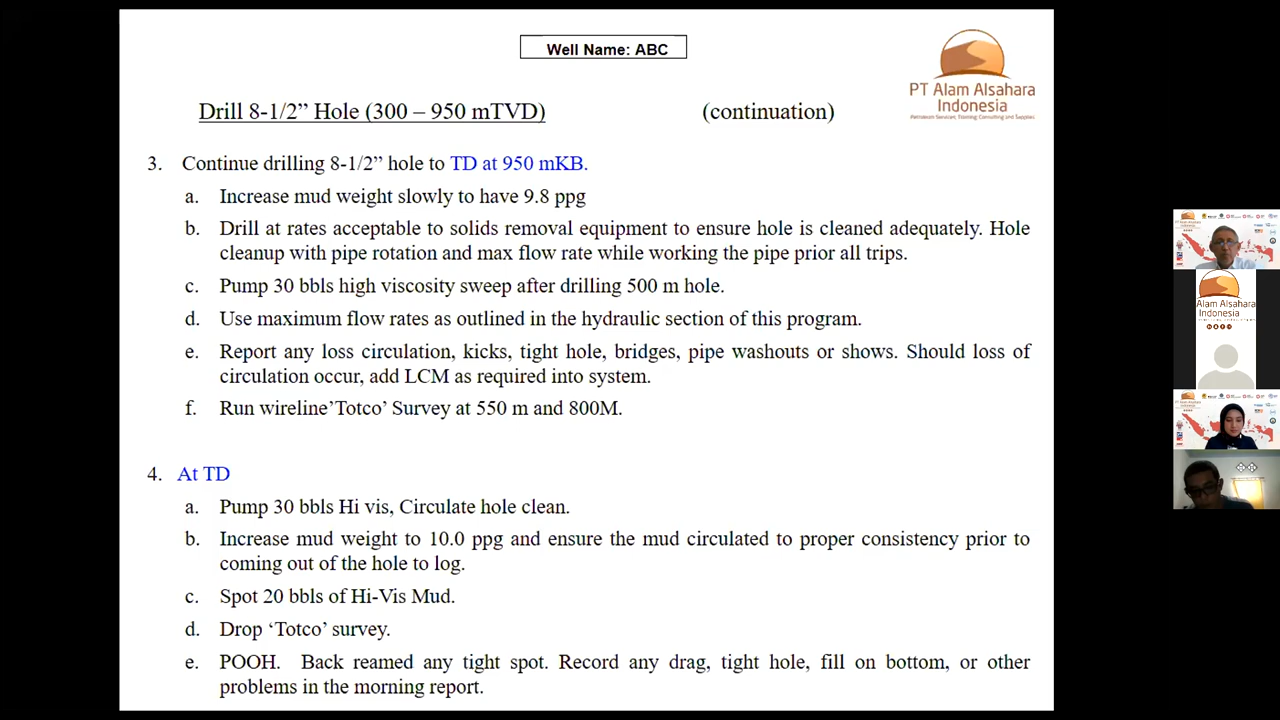 Well Name: ABC
PT Alam Alsahara
Indonesia
Petroleum Services, Training, Consulting and Supplies
Drill 8-1/2” Hole (300 – 950 mTVD) (continuation)
3. Continue drilling 8-1/2” hole to TD at 950 mKB.
a. Increase mud weight slowly to have 9.8 ppg
b. Drill at rates acceptable to solids removal equipment to ensure hole is cleaned adequately. Hole
cleanup with pipe rotation and max flow rate while working the pipe prior all trips.
c. Pump 30 bbls high viscosity sweep after drilling 500 m hole.
d. Use maximum flow rates as outlined in the hydraulic section of this program.
e. Report any loss circulation, kicks, tight hole, bridges, pipe washouts or shows. Should loss of
circulation occur, add LCM as required into system.
f. Run wireline’Totco’ Survey at 550 m and 800M.
4. At TD
a. Pump 30 bbls Hi vis, Circulate hole clean.
b. Increase mud weight to 10.0 ppg and ensure the mud circulated to proper consistency prior to
coming out of the hole to log.
c. Spot 20 bbls of Hi-Vis Mud.
d. Drop ‘Totco’ survey.
e. POOH. Back reamed any tight spot. Record any drag, tight hole, fill on bottom, or other
problems in the morning report.
Alam Alsahara
Indonesia